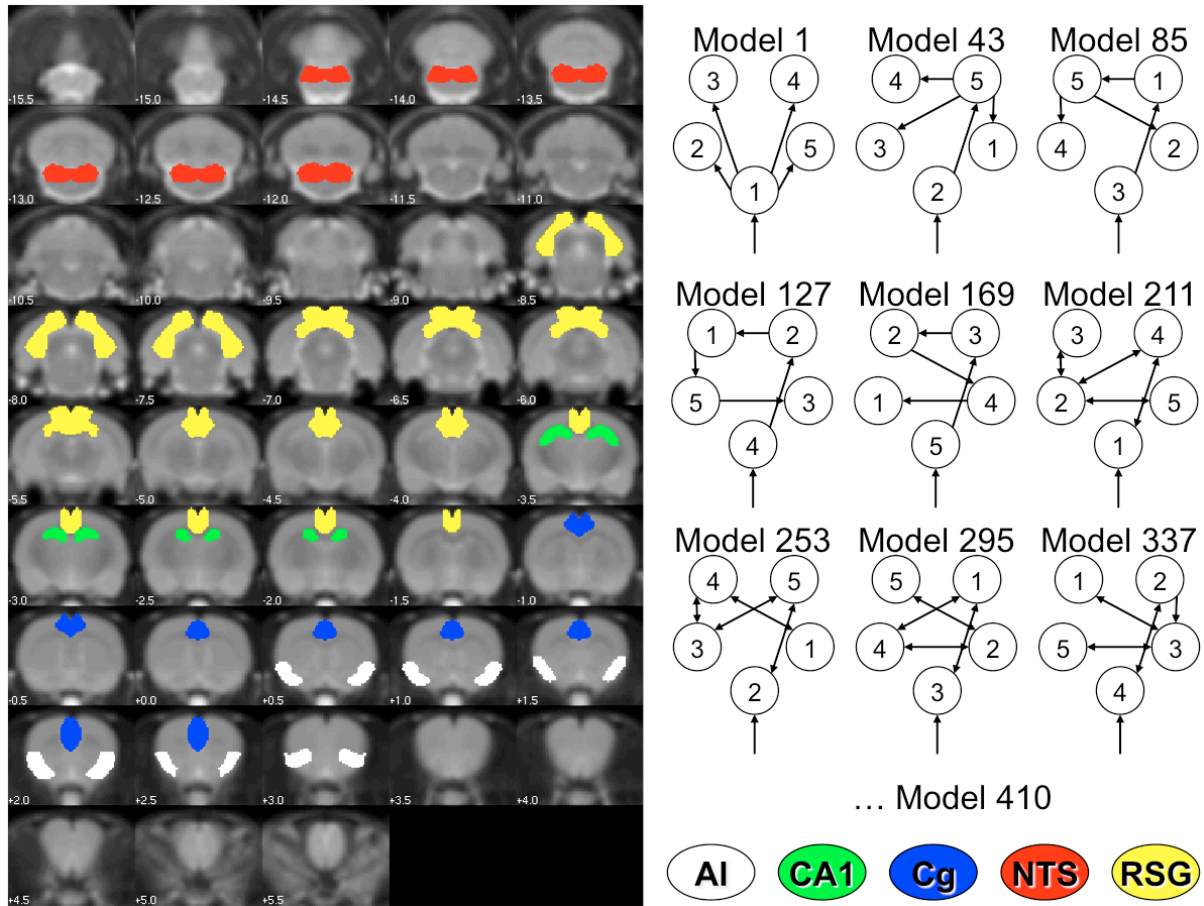 -15.5 -15.0 -14.5 -14.0 -13.5
-13.0 -12.5 -12.0 -11.5 -11.0
-10.5 -10.0 -9.5 -9.0 -8.5
-8.0 -7.5 -7.0 -6.5 -6.0
-5.5 -5.0 -4.5 -4.0 -3.5
-3.0 -2.5 -2.0 -1.5 -1.0
-0.5 +0.0 +0.5 +1.0 +1.5
+2.0 +2.5 +3.0 +3.5 +4.0
+4.5 +5.0 +5.5
Model 1 Model 43 Model 85
3 4 4 5 5 1
2 5 3 1 4 2
1 2 3
Model 127 Model 169 Model 211
1 2 2 3 3 4
5 3 1 4 2 5
4 5 1
Model 253 Model 295 Model 337
4 5 5 1 1 2
3 1 4 2 5 3
2 3 4
... Model 410
AI CA1 Cg NTS RSG